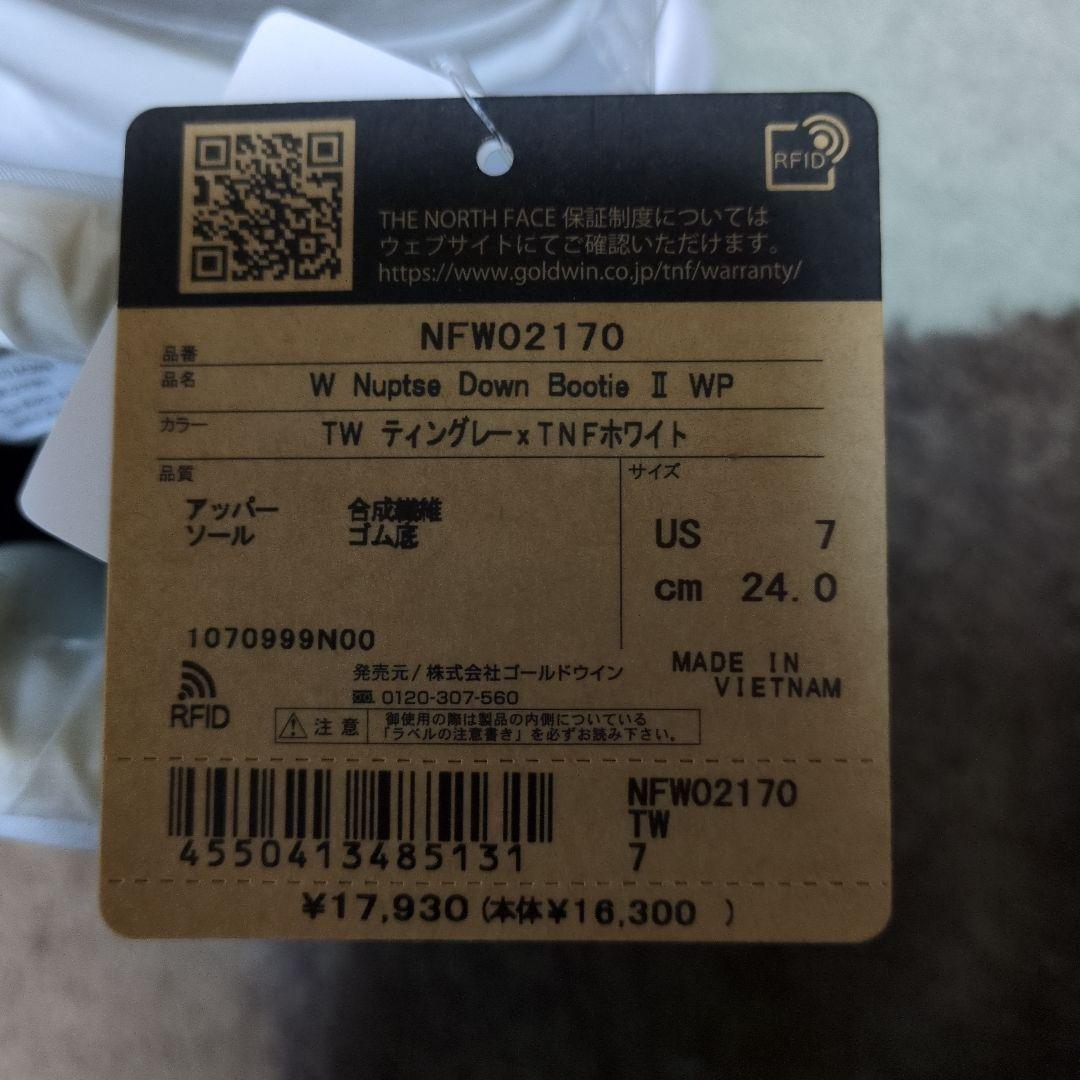 RFID
THE NORTH FACE 保証制度については
ウェブサイトにてご確認いただけます。
https://www.goldwin.co.jp/tnf/warranty/
品番 NFW02170
品名 W Nuptse Down Bootie Ⅱ WP
カラー TW ティングレーxTNFホワイト
品質
アッパー 合成繊維
ソール ゴム底
サイズ
US 7
cm 24.0
1070999N00
RFID
発売元/株式会社ゴールドウイン
0120-307-560
MADE IN
VIETNAM
注意
御使用の際は製品の内側についている
「ラベルの注意書き」を必ずお読み下さい。
4550413485131
NFW02170
TW
7
¥17,930(本体¥16,300 )